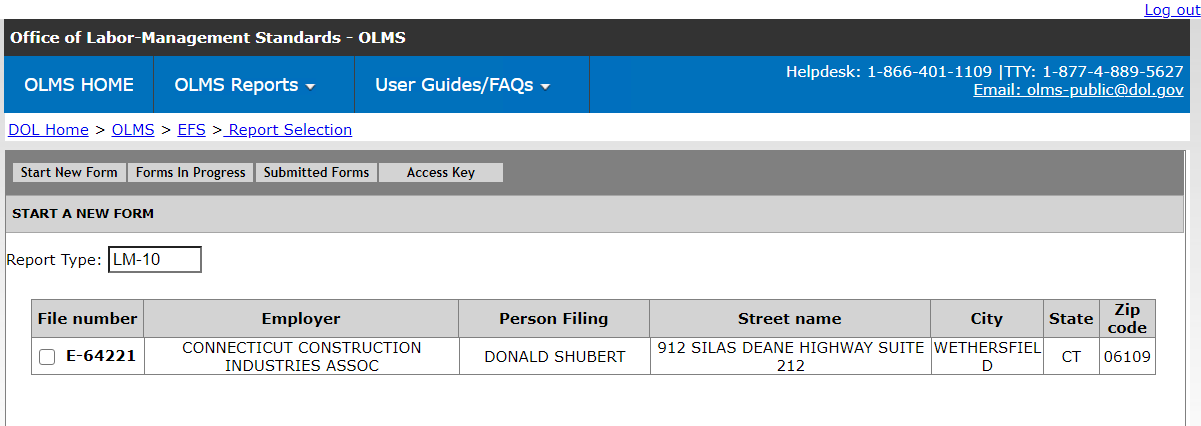 Log out
Office of Labor-Management Standards - OLMS
OLMS HOME OLMS Reports User Guides/FAQs
Helpdesk: 1-866-401-1109 |TTY: 1-877-4-889-5627
Email: olms-public@dol.gov
DOL Home > OLMS > EFS > Report Selection
Start New Form Forms In Progress Submitted Forms Access Key
START A NEW FORM
Report Type: LM-10
File number Employer Person Filing Street name City State Zip code
E-64221 CONNECTICUT CONSTRUCTION INDUSTRIES ASSOC DONALD SHUBERT 912 SILAS DEANE HIGHWAY SUITE 212 WETHERSFIELD CT 06109